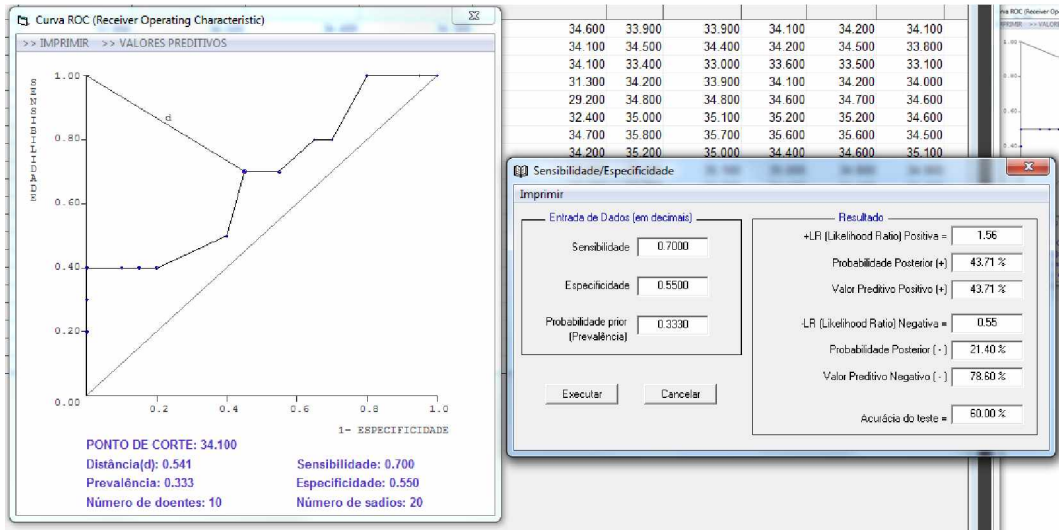 Curva ROC (Receiver Operating Characteristic)
>> IMPRIMIR >> VALORES PREDITIVOS
SENSIBILIDADE
1.00
0.80
0.60
0.40
0.20
0.00
d
0.2 0.4 0.6 0.8 1.0
1- ESPECIFICIDADE
PONTO DE CORTE: 34.100
Distância(d): 0.541 Sensibilidade: 0.700
Prevalência: 0.333 Especificidade: 0.550
Número de doentes: 10 Número de sadios: 20
34.600 33.900 33.900 34.100 34.200 34.100
34.100 34.500 34.400 34.200 34.500 33.800
34.100 33.400 33.000 33.600 33.500 33.100
31.300 34.200 33.900 34.100 34.200 34.000
29.200 34.800 34.800 34.600 34.700 34.600
32.400 35.000 35.100 35.200 35.200 34.600
34.700 35.800 35.700 35.600 35.600 34.500
34.200 35.200 35.000 34.400 34.600 35.100
Sensibilidade/Especificidade
Imprimir
Entrada de Dados (em decimais)
Sensibilidade 0.7000
Especificidade 0.5500
Probabilidade prior
(Prevalência) 0.3330
Executar Cancelar
Resultado
+LR (Likelihood Ratio) Positiva = 1.56
Probabilidade Posterior (+) 43.71 %
Valor Preditivo Positivo (+) 43.71 %
-LR (Likelihood Ratio) Negativa = 0.55
Probabilidade Posterior ( - ) 21.40 %
Valor Preditivo Negativo ( - ) 78.60 %
Acurácia do teste = 60.00 %